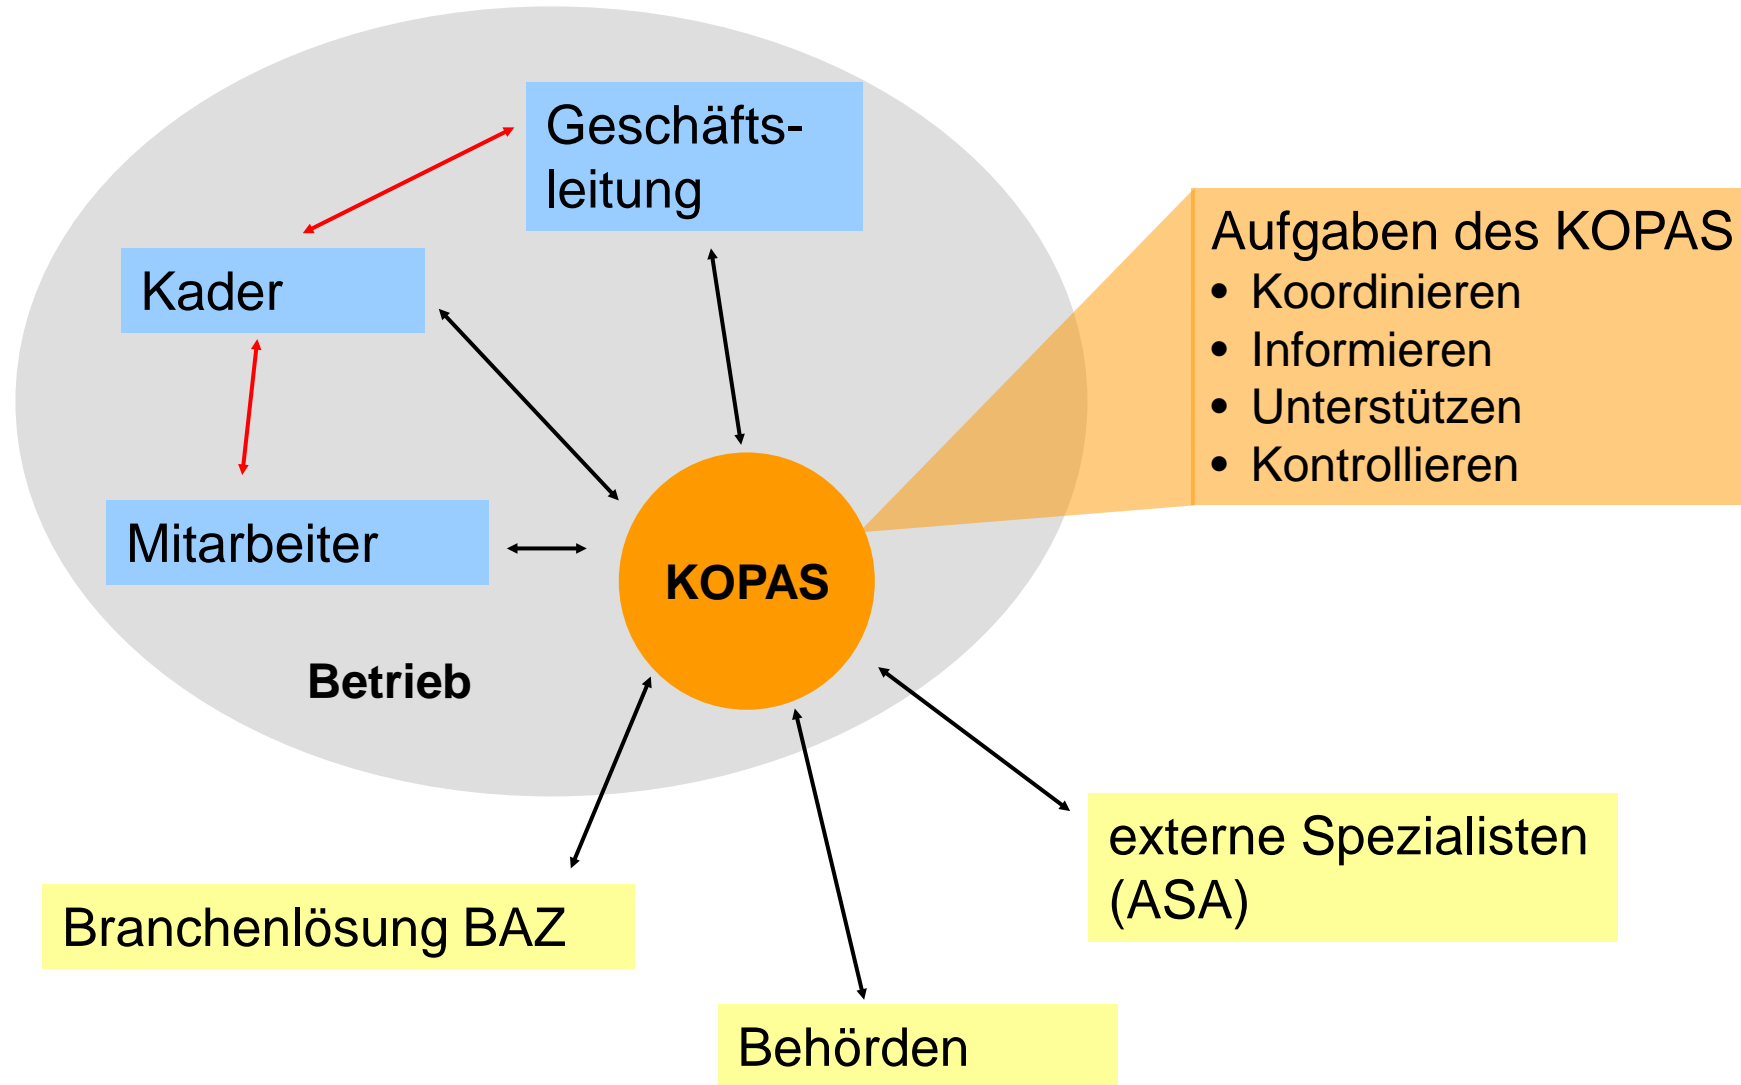 Geschäfts-
leitung
Kader
Mitarbeiter
KOPAS
Betrieb
Aufgaben des KOPAS
• Koordinieren
• Informieren
• Unterstützen
• Kontrollieren
externe Spezialisten
(ASA)
Branchenlösung BAZ
Behörden